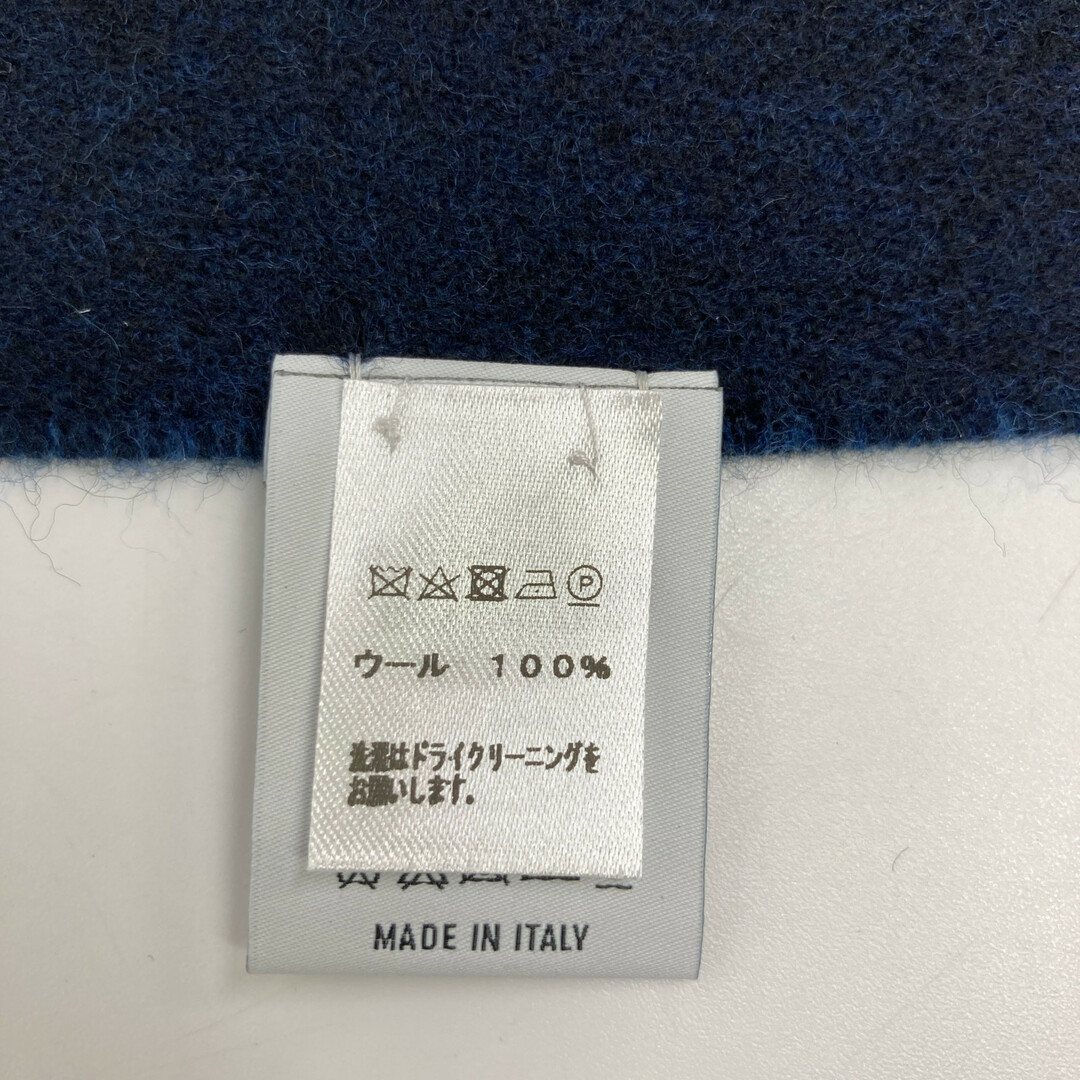 P
ウール 100%
洗濯はドライクリーニングを
お願いします。
MADE IN ITALY